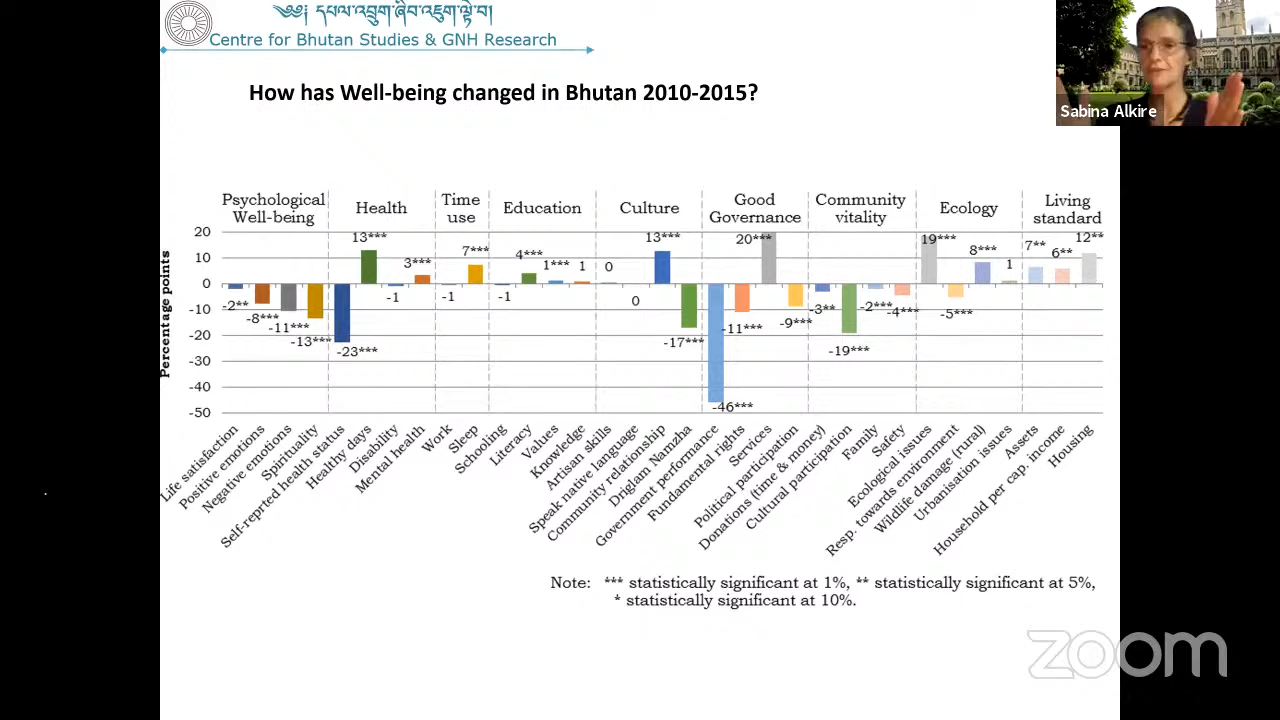 ༄༅། དཔལ་འབྲུག་ཞིབ་འཇུག་ལྟེ་བ།
Centre for Bhutan Studies & GNH Research
How has Well-being changed in Bhutan 2010-2015?
Sabina Alkire
Psychological Well-being
Health
Time use
Education
Culture
Good Governance
Community vitality
Ecology
Living standard
Percentage points
20
10
0
-10
-20
-30
-40
-50
-2**
-8***
-11***
-13***
-23***
13***
-1
3***
-1
7***
-1
4***
1***
1
0
0
13***
-17***
-46***
-11***
20***
-9***
-3**
-19***
-2***
-4***
19***
-5***
8***
1
7**
6**
12**
Life satisfaction
Positive emotions
Negative emotions
Spirituality
Self-reprted health status
Healthy days
Disability
Mental health
Work
Sleep
Schooling
Literacy
Values
Knowledge
Artisan skills
Speak native language
Community relationship
Driglam Namzha
Government performance
Fundamental rights
Services
Political participation
Donations (time & money)
Cultural participation
Family
Safety
Ecological issues
Resp. towards environment
Wildlife damage (rural)
Urbanisation issues
Assets
Household per cap. income
Housing
Note: *** statistically significant at 1%, ** statistically significant at 5%,
* statistically significant at 10%.
zoom